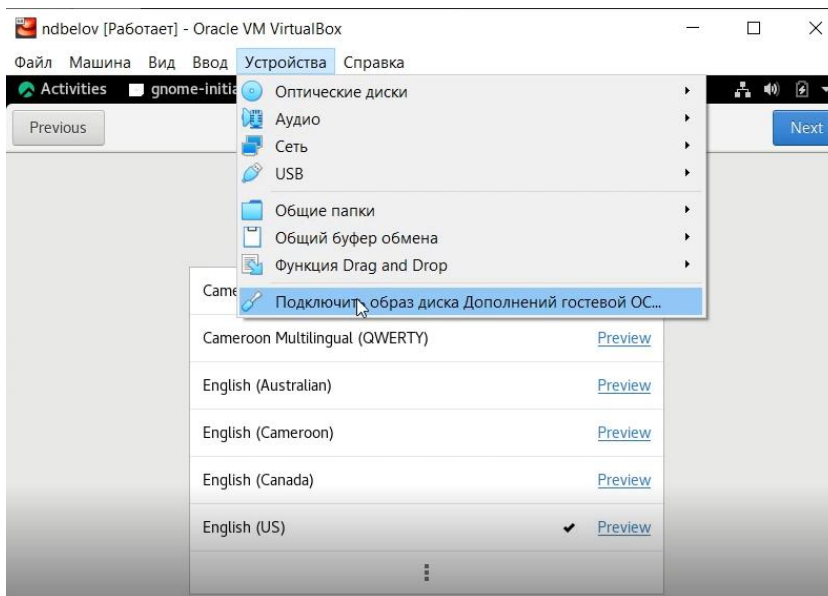 ndbelov [Работает] - Oracle VM VirtualBox
Файл Машина Вид Ввод Устройства Справка
Activities gnome-initia
Previous
Next
Оптические диски
Аудио
Сеть
USB
Общие папки
Общий буфер обмена
Функция Drag and Drop
Подключить образ диска Дополнений гостевой ОС...
Came
Cameroon Multilingual (QWERTY) Preview
English (Australian) Preview
English (Cameroon) Preview
English (Canada) Preview
English (US) Preview